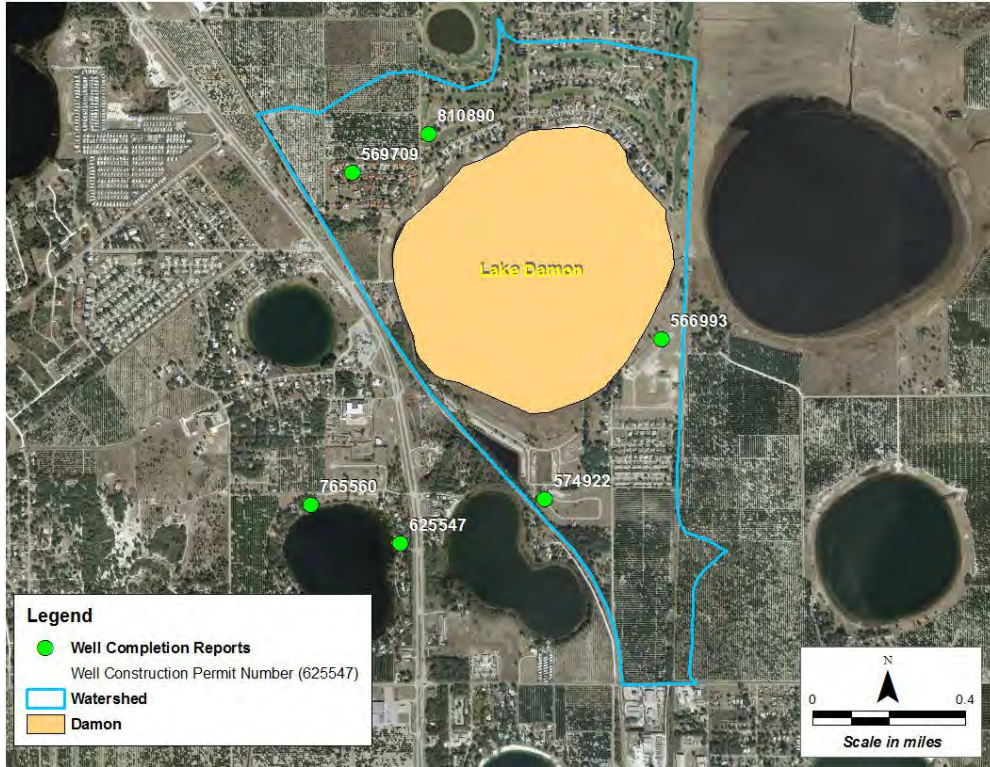 810890
569709
Lake Damon
566993
574922
765560
625547
Legend
Well Completion Reports
Well Construction Permit Number (625547)
Watershed
Damon
N
0 0.4
Scale in miles